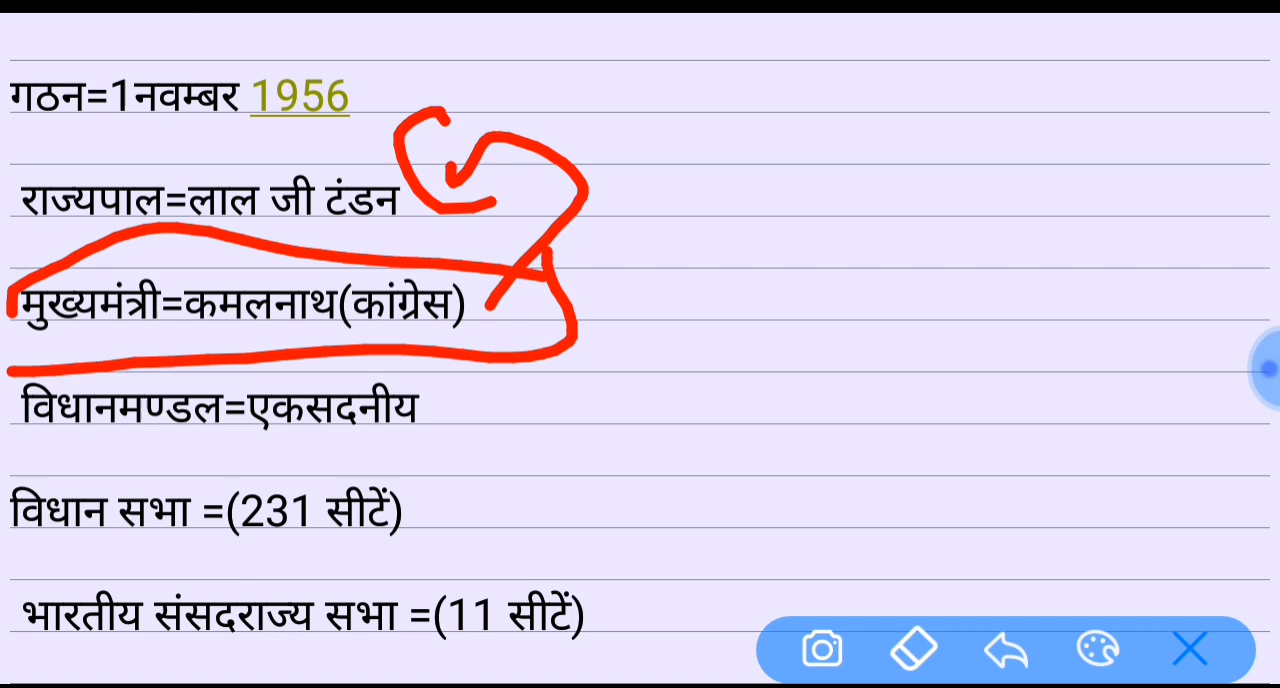 गठन=1नवम्बर 1956
राज्यपाल=लाल जी टंडन
मुख्यमंत्री=कमलनाथ(कांग्रेस)
विधानमण्डल=एकसदनीय
विधान सभा =(231 सीटें)
भारतीय संसदराज्य सभा =(11 सीटें)